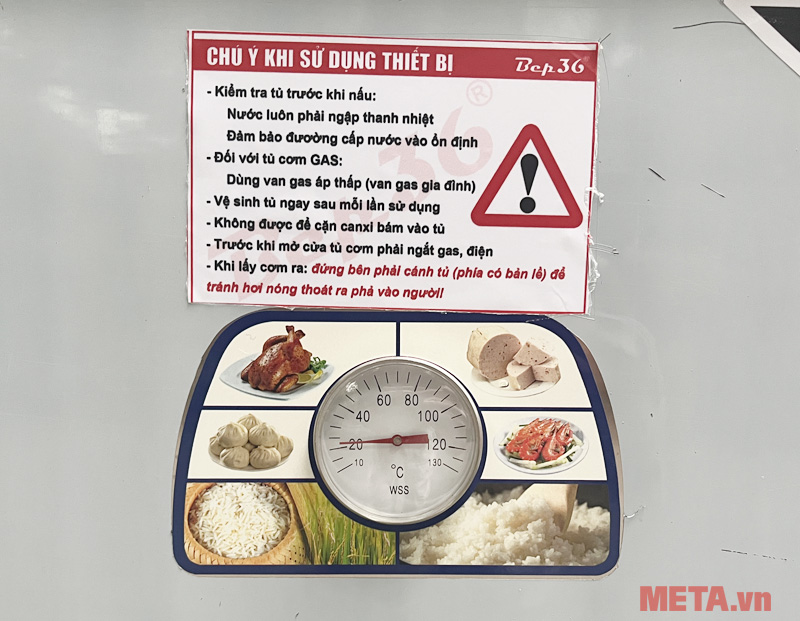 CHÚ Ý KHI SỬ DỤNG THIẾT BỊ
Bep36
- Kiểm tra tủ trước khi nấu:
Nước luôn phải ngập thanh nhiệt
Đảm bảo đưường cấp nước vào ổn định
- Đối với tủ cơm GAS:
Dùng van gas áp thấp (van gas gia đình)
- Vệ sinh tủ ngay sau mỗi lần sử dụng
- Không được để cặn canxi bám vào tủ
- Trước khi mở cửa tủ cơm phải ngắt gas, điện
- Khi lấy cơm ra: đứng bên phải cánh tủ (phía có bản lề) để
tránh hơi nóng thoát ra phả vào người!
Bep36®
60 80
40 100
20 120
10 130
°C
WSS
META.vn